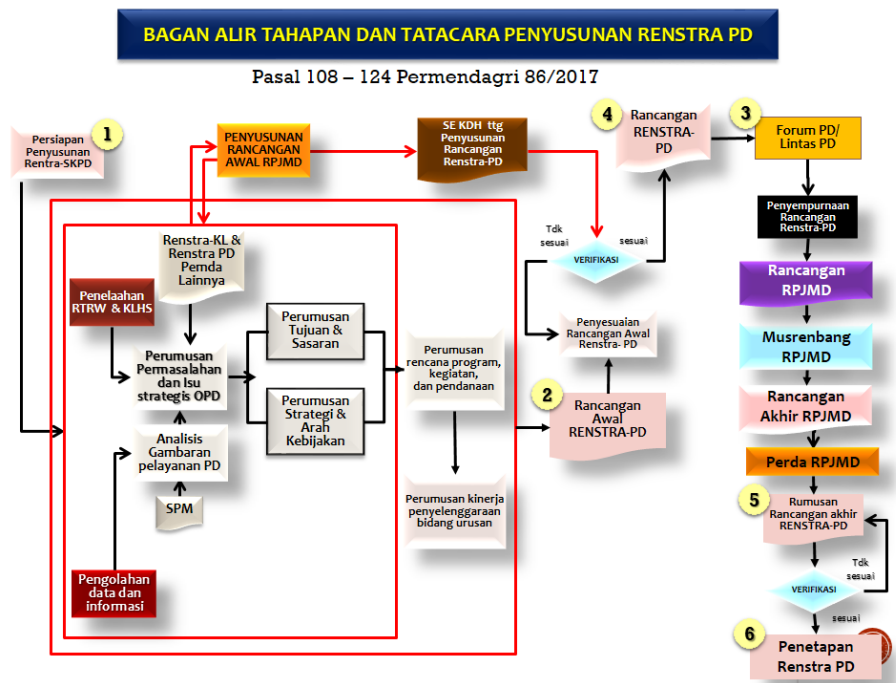 BAGAN ALIR TAHAPAN DAN TATACARA PENYUSUNAN RENSTRA PD
Pasal 108 – 124 Permendagri 86/2017
1
Persiapan
Penyusunan
Rentra-SKPD
PENYUSUNAN
RANCANGAN
AWAL RPJMD
SE KDH ttg
Penyusunan
Rancangan
Renstra-PD
4
Rancangan
RENSTRA-
PD
3
Forum PD/
Lintas PD
Penyempurnaan
Rancangan
Renstra-PD
Renstra-KL &
Renstra PD
Pemda
Lainnya
Penelaahan
RTRW & KLHS
Perumusan
Permasalahan
dan Isu
strategis OPD
Analisis
Gambaran
pelayanan PD
SPM
Pengolahan
data dan
informasi
Perumusan
Tujuan &
Sasaran
Perumusan
Strategi &
Arah
Kebijakan
Perumusan
rencana program,
kegiatan,
dan pendanaan
Perumusan kinerja
penyelenggaraan
bidang urusan
Tdk
sesuai
sesuai
VERIFIKASI
Penyesuaian
Rancangan Awal
Renstra- PD
2
Rancangan
Awal
RENSTRA-PD
Rancangan
RPJMD
Musrenbang
RPJMD
Rancangan
Akhir RPJMD
Perda RPJMD
5
Rumusan
Rancangan akhir
RENSTRA-PD
Tdk
sesuai
VERIFIKASI
sesuai
6
Penetapan
Renstra PD